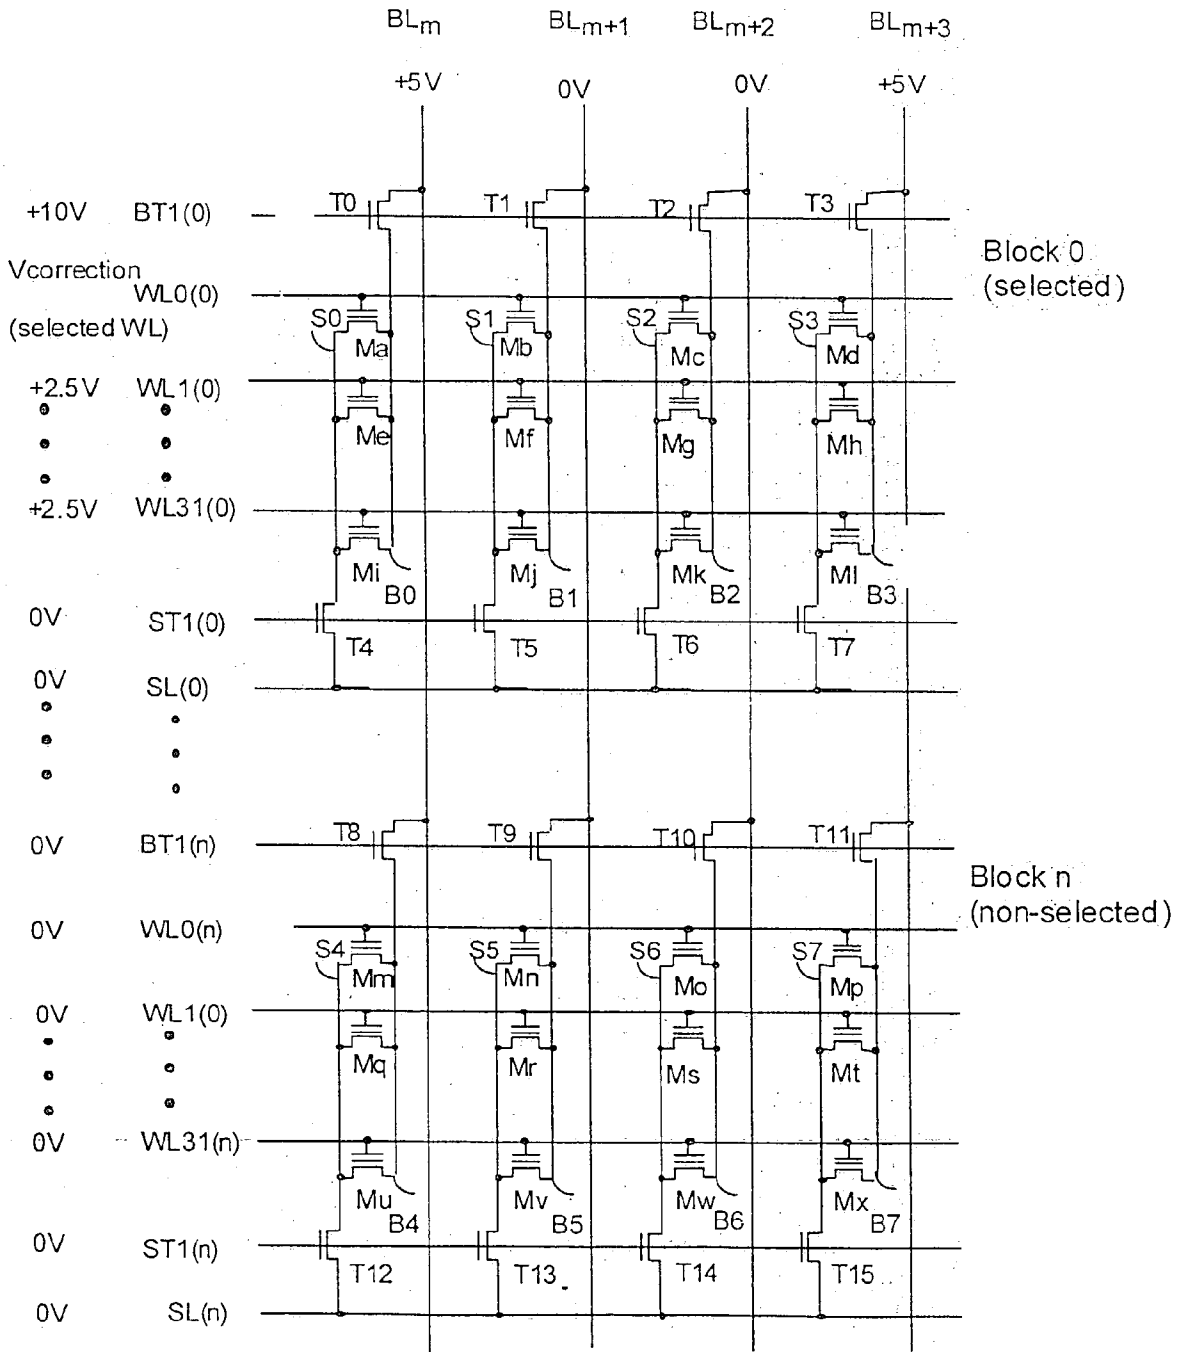 BLm BLm+1 BLm+2 BLm+3
+5V 0V 0V +5V
+10V BT1(0) T0 T1 T2 T3
Block 0
(selected)
Vcorrection
WL0(0)
(selected WL)
S0 S1 S2 S3
Ma Mb Mc Md
+2.5V WL1(0)
Me Mf Mg Mh
+2.5V WL31(0)
Mi Mj Mk Ml
B0 B1 B2 B3
0V ST1(0)
T4 T5 T6 T7
0V SL(0)
T8 T9 T10 T11
0V BT1(n)
Block n
(non-selected)
0V WL0(n)
S4 S5 S6 S7
Mm Mn Mo Mp
0V WL1(0)
Mq Mr Ms Mt
0V WL31(n)
Mu Mv Mw Mx
B4 B5 B6 B7
0V ST1(n)
T12 T13 T14 T15
0V SL(n)